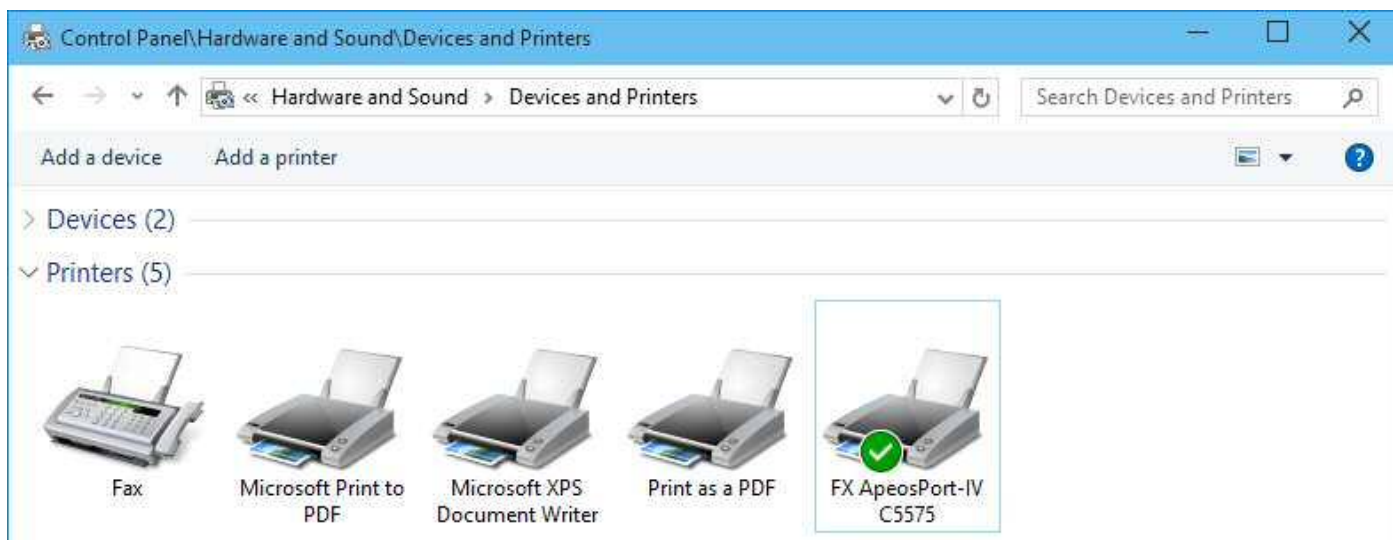 Control Panel\Hardware and Sound\Devices and Printers
« Hardware and Sound > Devices and Printers
Search Devices and Printers
Add a device Add a printer
?
Devices (2)
Printers (5)
Fax
Microsoft Print to
PDF
Microsoft XPS
Document Writer
Print as a PDF
FX ApeosPort-IV
C5575